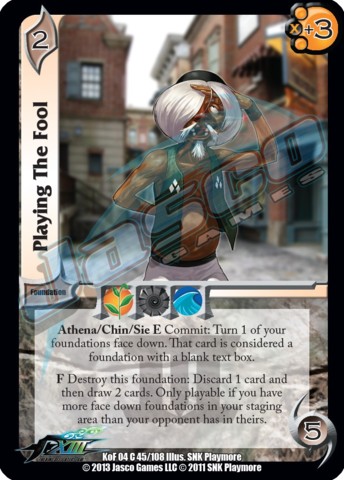 2
+3
Playing The Fool
JASCO
GAMES
Foundation
Athena/Chin/Sie E Commit: Turn 1 of your
foundations face down. That card is considered a
foundation with a blank text box.
F Destroy this foundation: Discard 1 card and
then draw 2 cards. Only playable if you have
more face down foundations in your staging
area than your opponent has in theirs.
5
XIII
KoF 04 C 45/108 Illus. SNK Playmore
© 2013 Jasco Games LLC © 2011 SNK Playmore